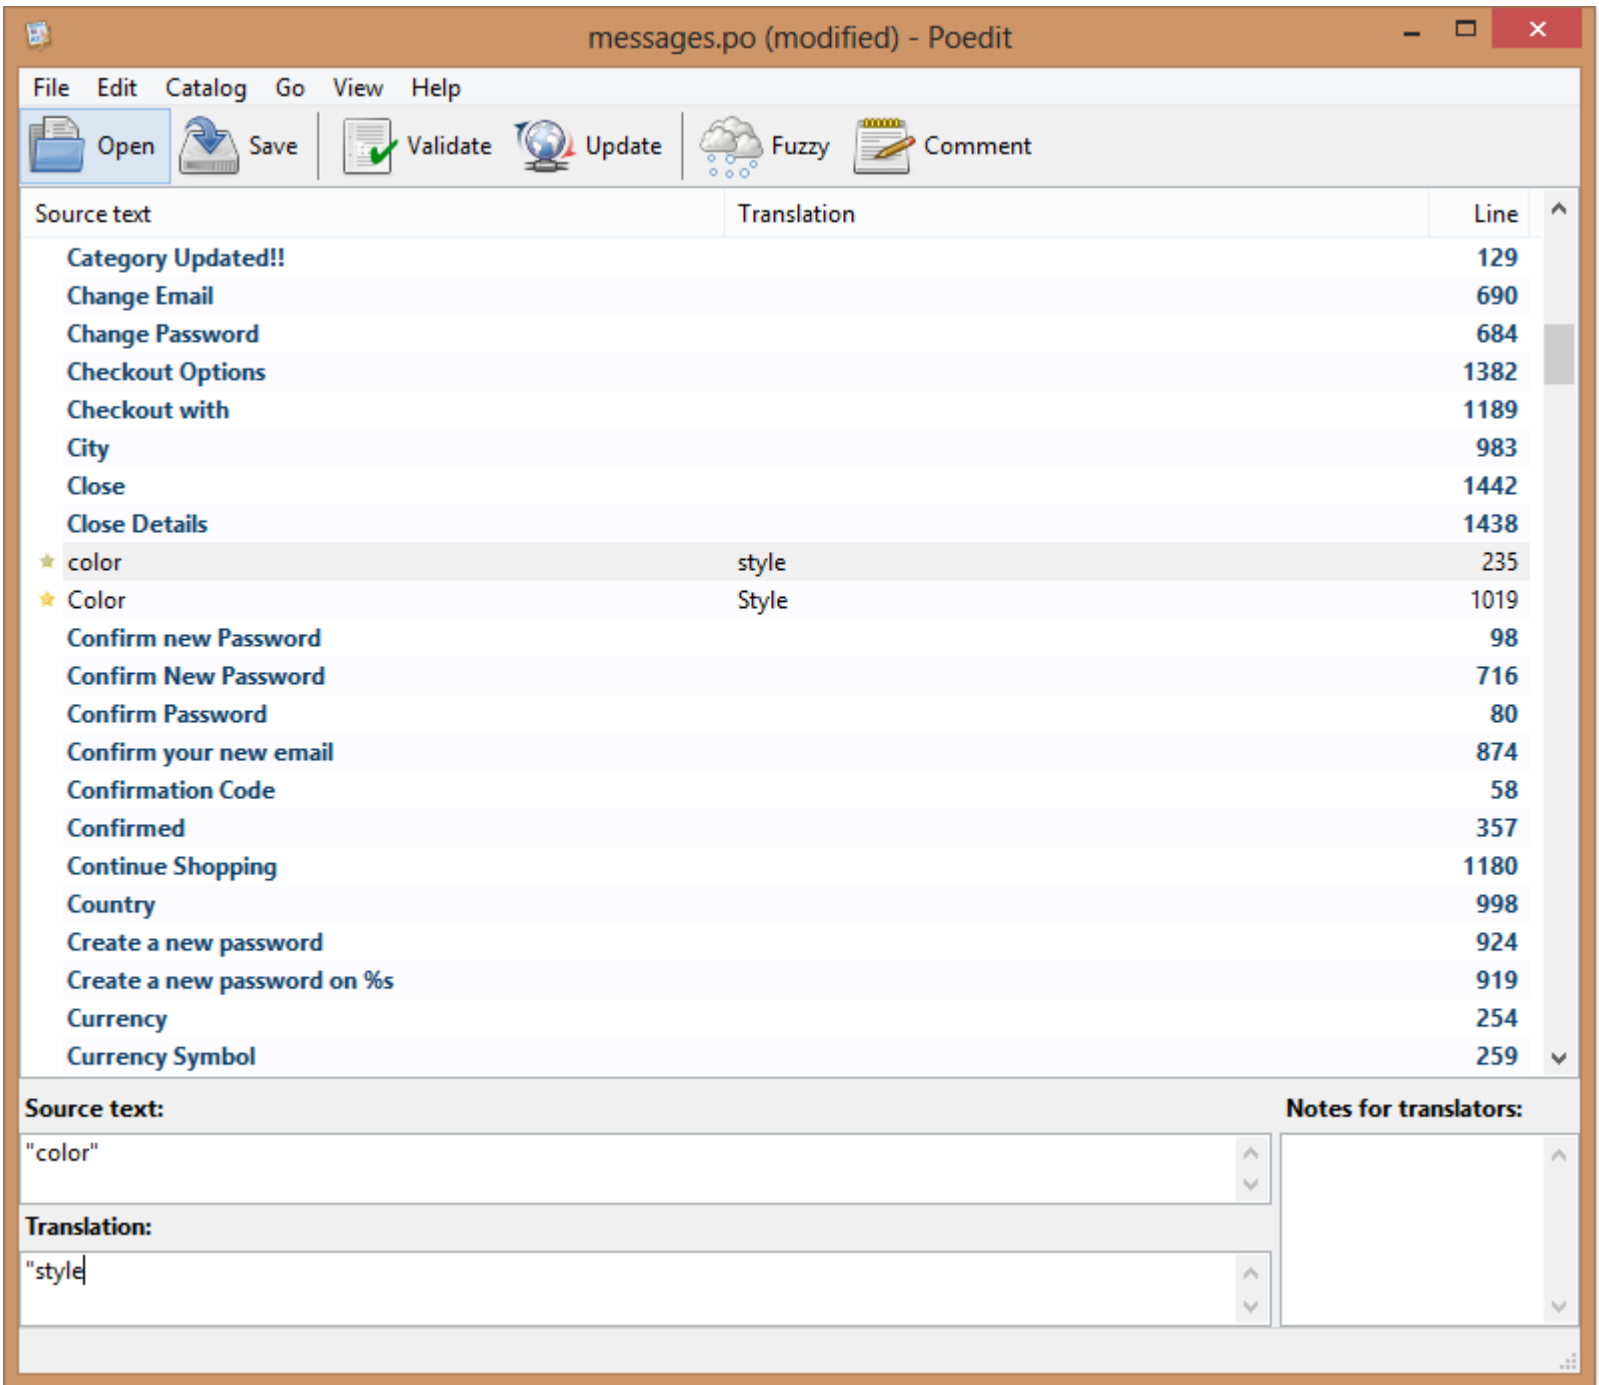 messages.po (modified) - Poedit
File Edit Catalog Go View Help
Open Save Validate Update Fuzzy Comment
Source text Translation Line
Category Updated!! 129
Change Email 690
Change Password 684
Checkout Options 1382
Checkout with 1189
City 983
Close 1442
Close Details 1438
color style 235
Color Style 1019
Confirm new Password 98
Confirm New Password 716
Confirm Password 80
Confirm your new email 874
Confirmation Code 58
Confirmed 357
Continue Shopping 1180
Country 998
Create a new password 924
Create a new password on %s 919
Currency 254
Currency Symbol 259
Source text: Notes for translators:
"color"
Translation:
"style